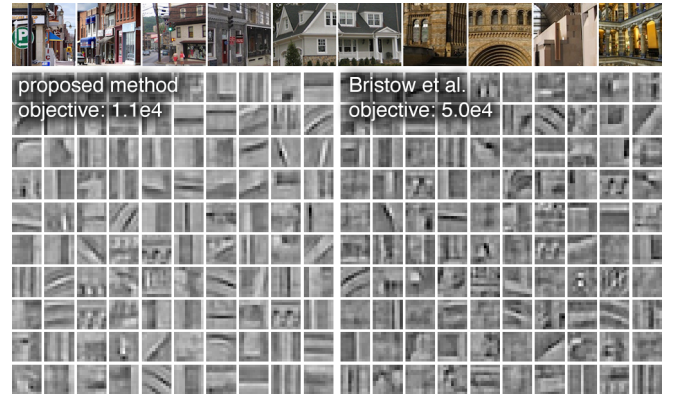 P
proposed method
objective: 1.1e4
Bristow et al.
objective: 5.0e4